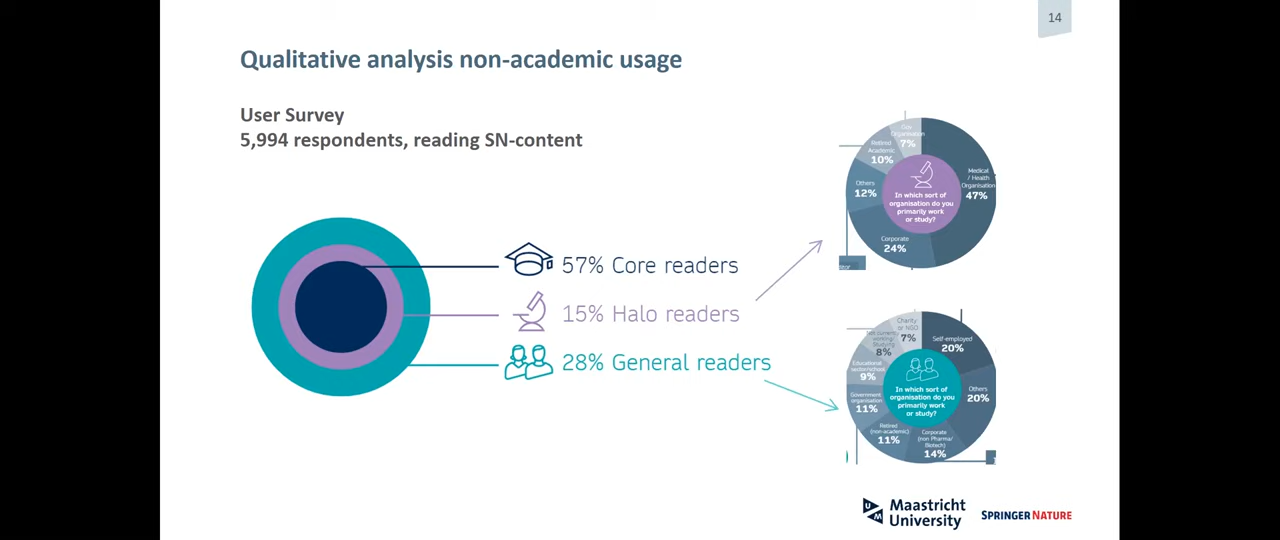 14
Qualitative analysis non-academic usage
User Survey
5,994 respondents, reading SN-content
57% Core readers
15% Halo readers
28% General readers
Gov
Organisation
7%
Retired
Academic
10%
Others
12%
Corporate
24%
Medical
/ Health
Organisation
47%
In which sort of
organisation do you
primarily work
or study?
Charity
or NGO
7%
Self-employed
20%
Others
20%
Corporate
(non Pharma/
Biotech)
14%
Retired
(non-academic)
11%
Government
organisation
11%
Educational
sector/school
9%
8%
In which sort of
organisation do you
primarily work
or study?
Maastricht
University
UM
SPRINGER NATURE